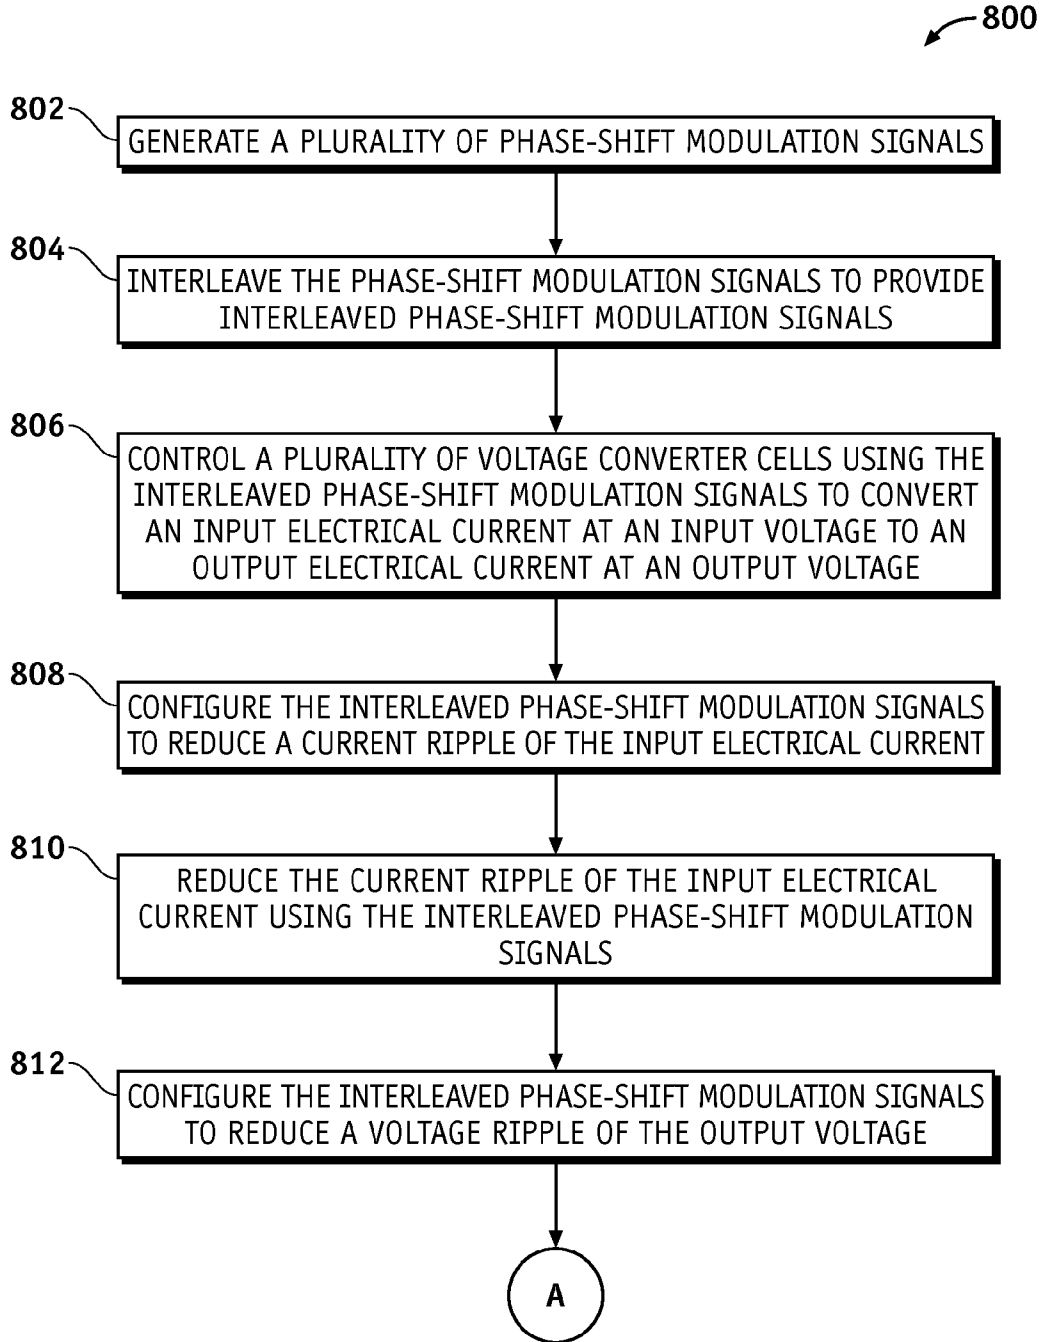 800
802
GENERATE A PLURALITY OF PHASE-SHIFT MODULATION SIGNALS
804
INTERLEAVE THE PHASE-SHIFT MODULATION SIGNALS TO PROVIDE
INTERLEAVED PHASE-SHIFT MODULATION SIGNALS
806
CONTROL A PLURALITY OF VOLTAGE CONVERTER CELLS USING THE
INTERLEAVED PHASE-SHIFT MODULATION SIGNALS TO CONVERT
AN INPUT ELECTRICAL CURRENT AT AN INPUT VOLTAGE TO AN
OUTPUT ELECTRICAL CURRENT AT AN OUTPUT VOLTAGE
808
CONFIGURE THE INTERLEAVED PHASE-SHIFT MODULATION SIGNALS
TO REDUCE A CURRENT RIPPLE OF THE INPUT ELECTRICAL CURRENT
810
REDUCE THE CURRENT RIPPLE OF THE INPUT ELECTRICAL
CURRENT USING THE INTERLEAVED PHASE-SHIFT MODULATION
SIGNALS
812
CONFIGURE THE INTERLEAVED PHASE-SHIFT MODULATION SIGNALS
TO REDUCE A VOLTAGE RIPPLE OF THE OUTPUT VOLTAGE
A